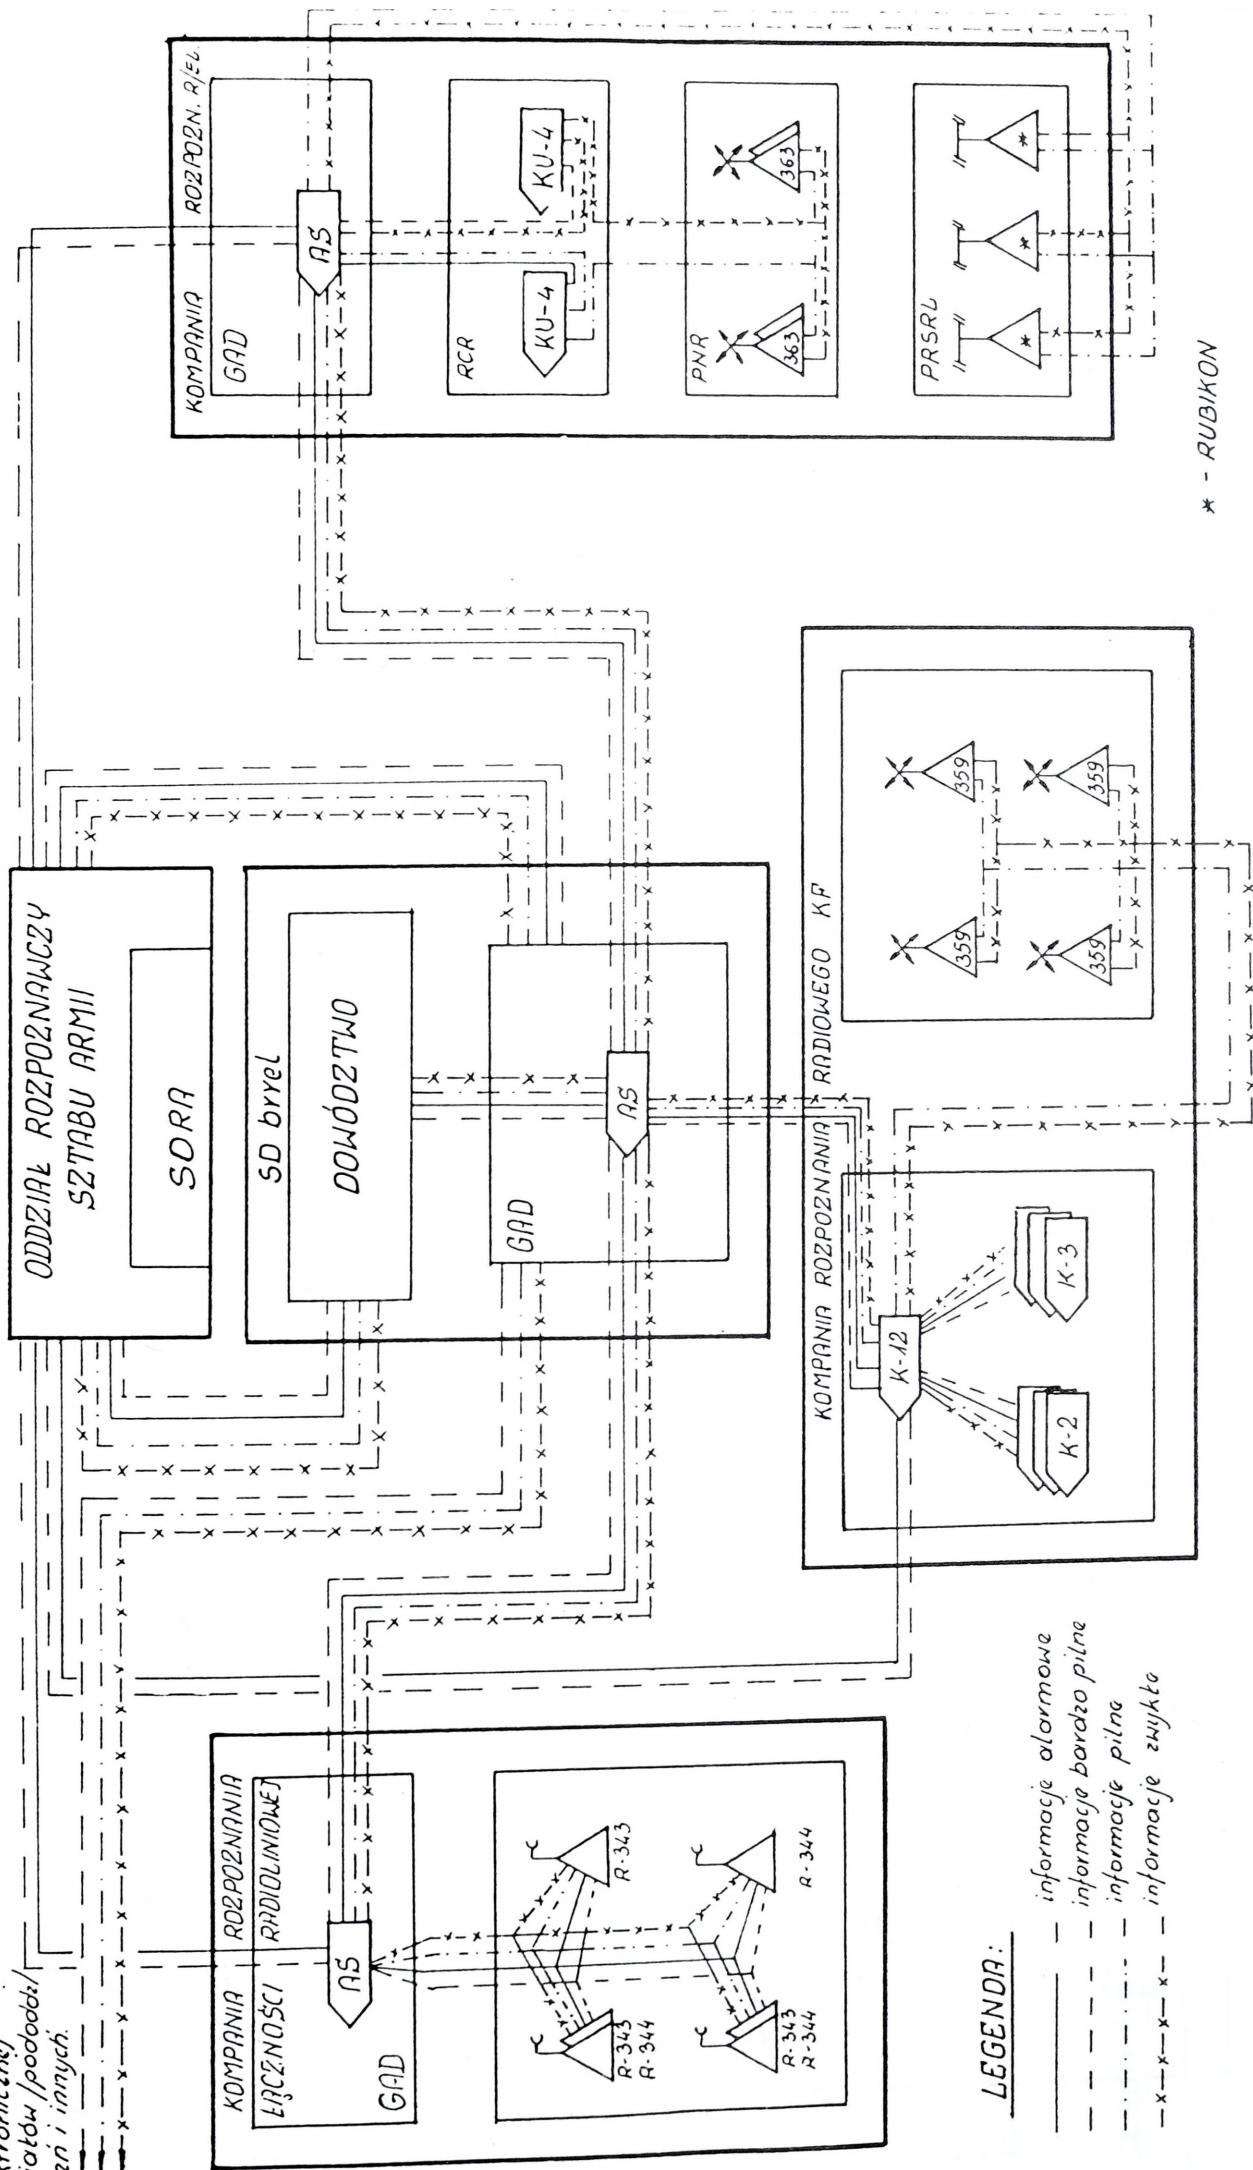 i innych.
ODDZIAŁ ROZPOZNAWCZY
SZTABU ARMII
SORA
KOMPANIA ROZPOZNANIA
ŁĄCZNOŚCI RADIOLINIOWEJ
AS
GAD
R-343
R-344
R-343
R-343
R-344
R-344
SD brrel
DOWÓDZTWO
GAD
AS
KOMPANIA ROZPOZN. R/EL
GAD
AS
RCR
KU-4
KU-4
PNR
363
363
PRSRL
*
*
*
KOMPANIA ROZPOZNANIA RADIOWEGO KF
K-12
K-2
K-3
359
359
359
359
LEGENDA:
informacje alarmowe
informacje bardzo pilne
informacje pilne
informacje zwykłe
* - RUBIKON